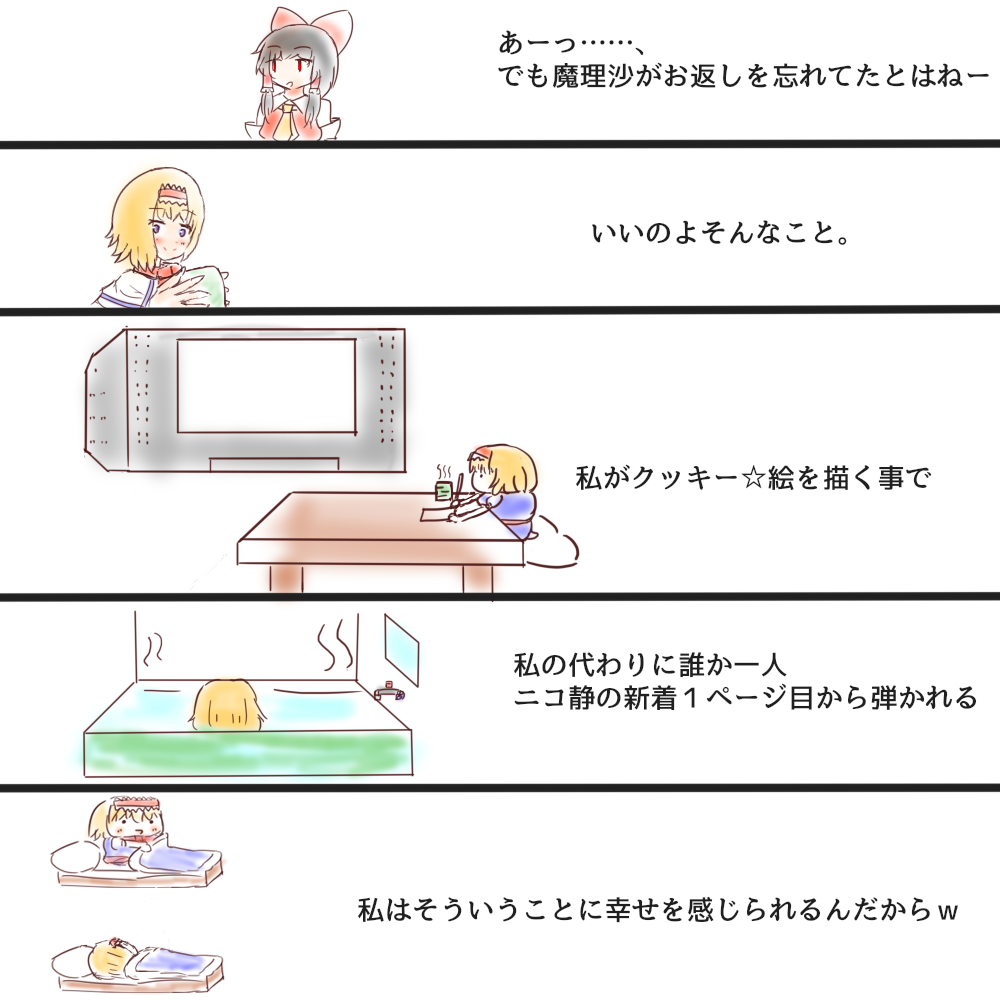 あーっ……、
でも魔理沙がお返しを忘れてたとはねー
いいのよそんなこと。
私がクッキー☆絵を描く事で
私の代わりに誰か一人
ニコ静の新着１ページ目から弾かれる
私はそういうことに幸せを感じられるんだからｗ